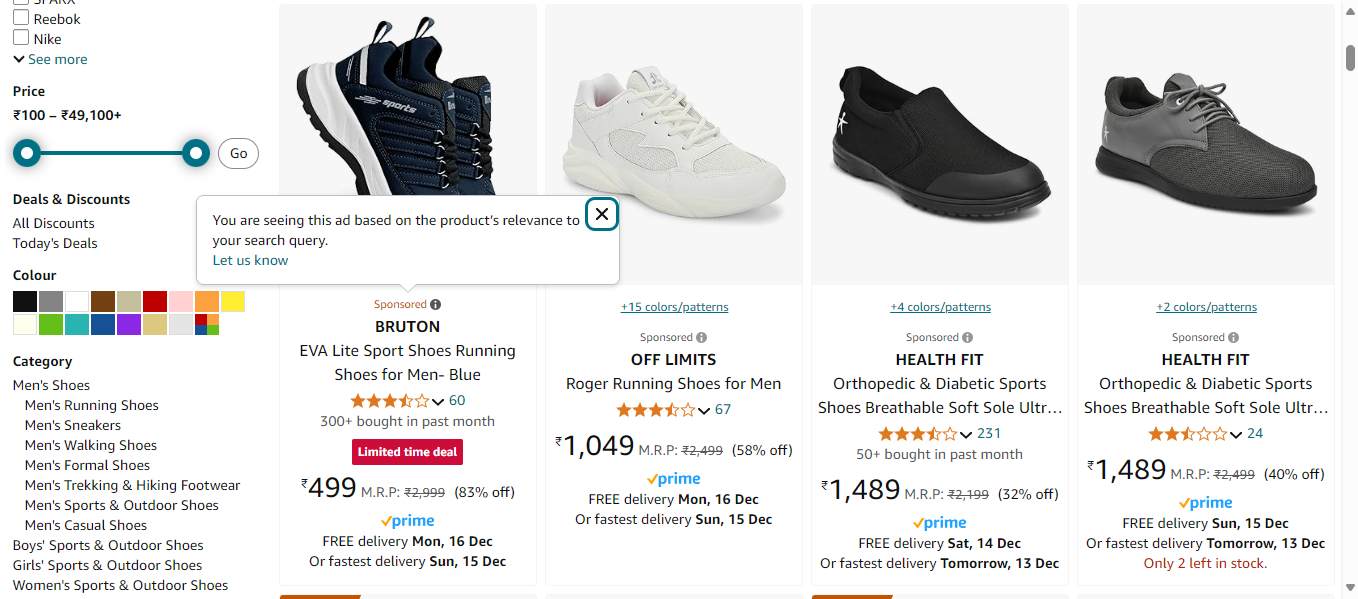 SPARX
Reebok
Nike
See more
Price
₹100 – ₹49,100+
Go
Deals & Discounts
All Discounts
Today's Deals
Colour
Category
Men's Shoes
Men's Running Shoes
Men's Sneakers
Men's Walking Shoes
Men's Formal Shoes
Men's Trekking & Hiking Footwear
Men's Sports & Outdoor Shoes
Men's Casual Shoes
Boys' Sports & Outdoor Shoes
Girls' Sports & Outdoor Shoes
Women's Sports & Outdoor Shoes
sports
You are seeing this ad based on the product's relevance to
your search query.
Let us know
Sponsored
BRUTON
EVA Lite Sport Shoes Running
Shoes for Men- Blue
60
300+ bought in past month
Limited time deal
₹499 M.R.P: ₹2,999 (83% off)
prime
FREE delivery Mon, 16 Dec
Or fastest delivery Sun, 15 Dec
+15 colors/patterns
Sponsored
OFF LIMITS
Roger Running Shoes for Men
67
₹1,049 M.R.P: ₹2,499 (58% off)
prime
FREE delivery Mon, 16 Dec
Or fastest delivery Sun, 15 Dec
+4 colors/patterns
Sponsored
HEALTH FIT
Orthopedic & Diabetic Sports
Shoes Breathable Soft Sole Ultr…
231
50+ bought in past month
₹1,489 M.R.P: ₹2,199 (32% off)
prime
FREE delivery Sat, 14 Dec
Or fastest delivery Tomorrow, 13 Dec
+2 colors/patterns
Sponsored
HEALTH FIT
Orthopedic & Diabetic Sports
Shoes Breathable Soft Sole Ultr…
24
₹1,489 M.R.P: ₹2,499 (40% off)
prime
FREE delivery Sun, 15 Dec
Or fastest delivery Tomorrow, 13 Dec
Only 2 left in stock.